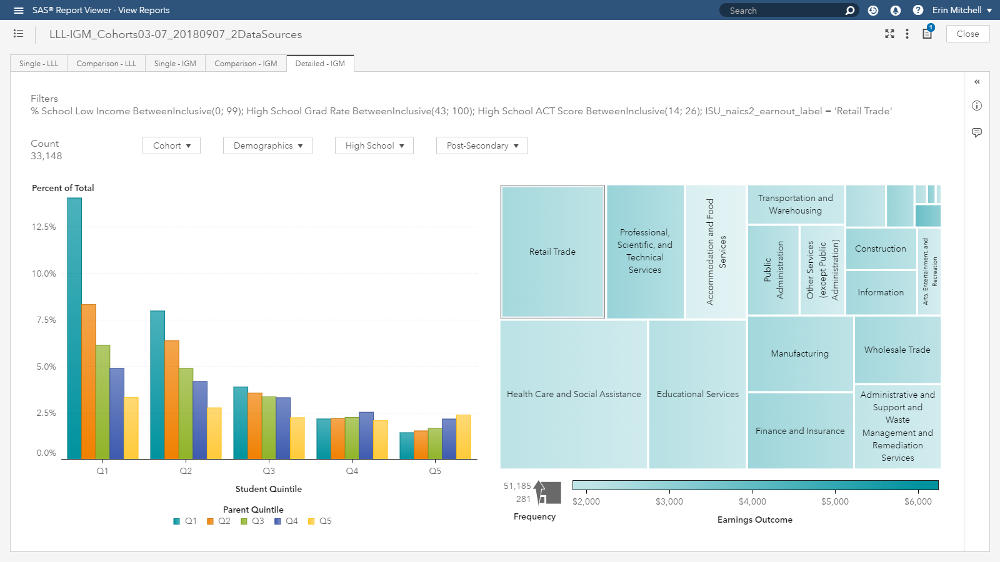 SAS® Report Viewer - View Reports
Search
?
Erin Mitchell
LLL-IGM_Cohorts03-07_20180907_2DataSources
1
Close
Single - LLL
Comparison - LLL
Single - IGM
Comparison - IGM
Detailed - IGM
Filters
% School Low Income BetweenInclusive(0; 99); High School Grad Rate BetweenInclusive(43; 100); High School ACT Score BetweenInclusive(14; 26); ISU_naics2_earnout_label = 'Retail Trade'
Count
33,148
Cohort
Demographics
High School
Post-Secondary
Percent of Total
12.5%
10.0%
7.5%
5.0%
2.5%
0.0%
Q1
Q2
Q3
Q4
Q5
Student Quintile
Parent Quintile
Q1
Q2
Q3
Q4
Q5
Retail Trade
Professional,
Scientific, and
Technical
Services
Accommodation and Food
Services
Transportation and
Warehousing
Public
Administration
Other Services
(except Public
Administration)
Construction
Information
Arts, Entertainment, and
Recreation
Health Care and Social Assistance
Educational Services
Manufacturing
Wholesale Trade
Finance and Insurance
Administrative and
Support and
Waste
Management and
Remediation
Services
51,185
281
Frequency
$2,000
$3,000
$4,000
$5,000
$6,000
Earnings Outcome